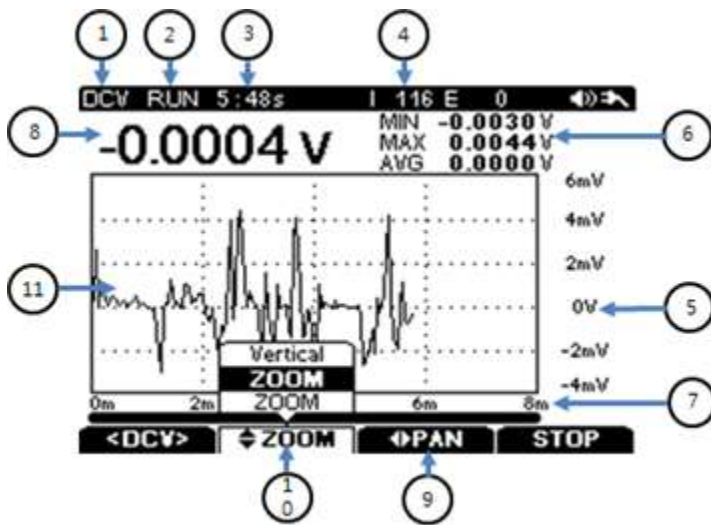 1 2 3 4
DCV RUN 5:48s I 116 E 0
8
-0.0004 V
MIN -0.0030 V
MAX 0.0044 V
AVG 0.0000 V
6
6mV
4mV
2mV
11
0V
5
-2mV
-4mV
Vertical
ZOOM
ZOOM
0m 2m 6m 8m
7
<DCV> ZOOM PAN STOP
10
9